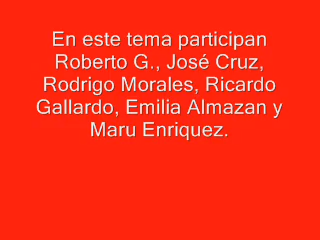 En este tema participan
Roberto G., José Cruz,
Rodrigo Morales, Ricardo
Gallardo, Emilia Almazan y
Maru Enriquez.